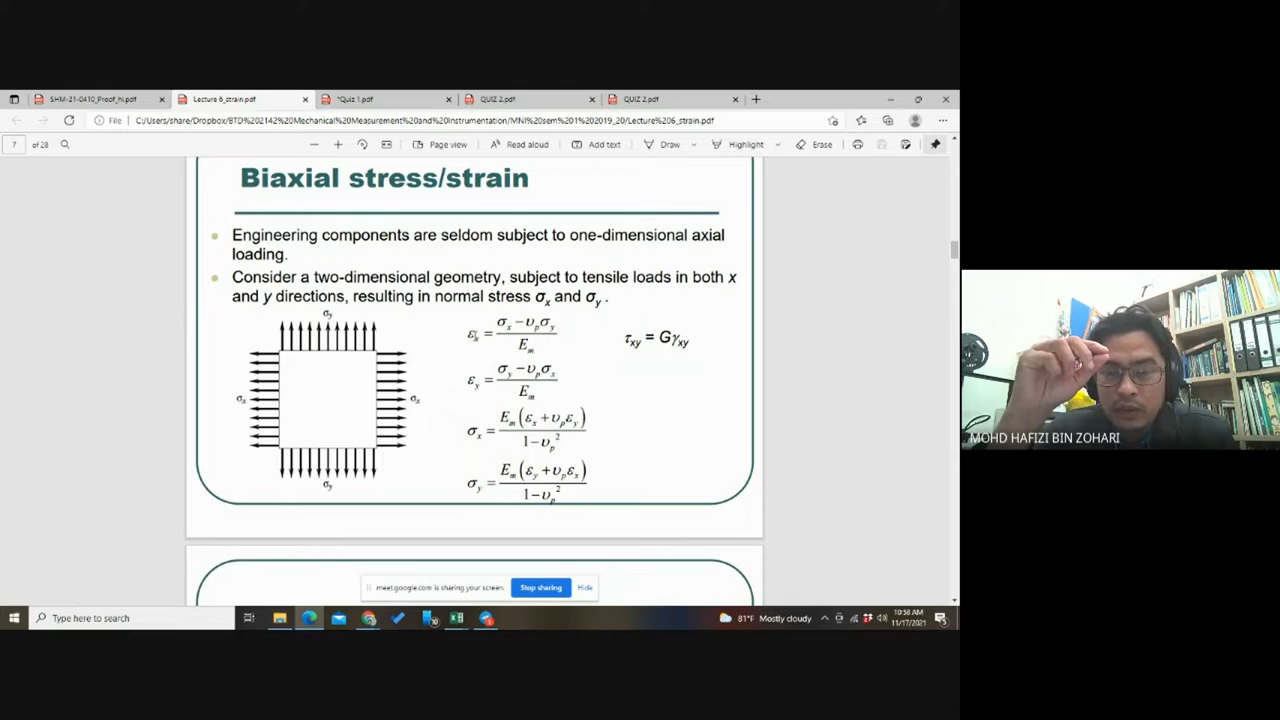 SHM-21-0410_Proof_hi.pdf
Lecture 6_strain.pdf
*Quiz 1.pdf
QUIZ 2.pdf
QUIZ 2.pdf
File
C:/Users/share/Dropbox/BTD%202142%20Mechanical%20Measurement%20and%20Instrumentation/MNI%20sem%201%202019_20/Lecture%206_strain.pdf
7 of 28
Page view
Read aloud
Add text
Draw
Highlight
Erase
Biaxial stress/strain
Engineering components are seldom subject to one-dimensional axial
loading.
Consider a two-dimensional geometry, subject to tensile loads in both x
and y directions, resulting in normal stress σx and σy .
σy
σx
σx
σy
εx = (σx − υpσy) / Em
τxy = Gγxy
εy = (σy − υpσx) / Em
σx = Em(εx + υpεy) / (1 − υp²)
σy = Em(εy + υpεx) / (1 − υp²)
MOHD HAFIZI BIN ZOHARI
meet.google.com is sharing your screen.
Stop sharing
Hide
Type here to search
81°F Mostly cloudy
10:58 AM
11/17/2021